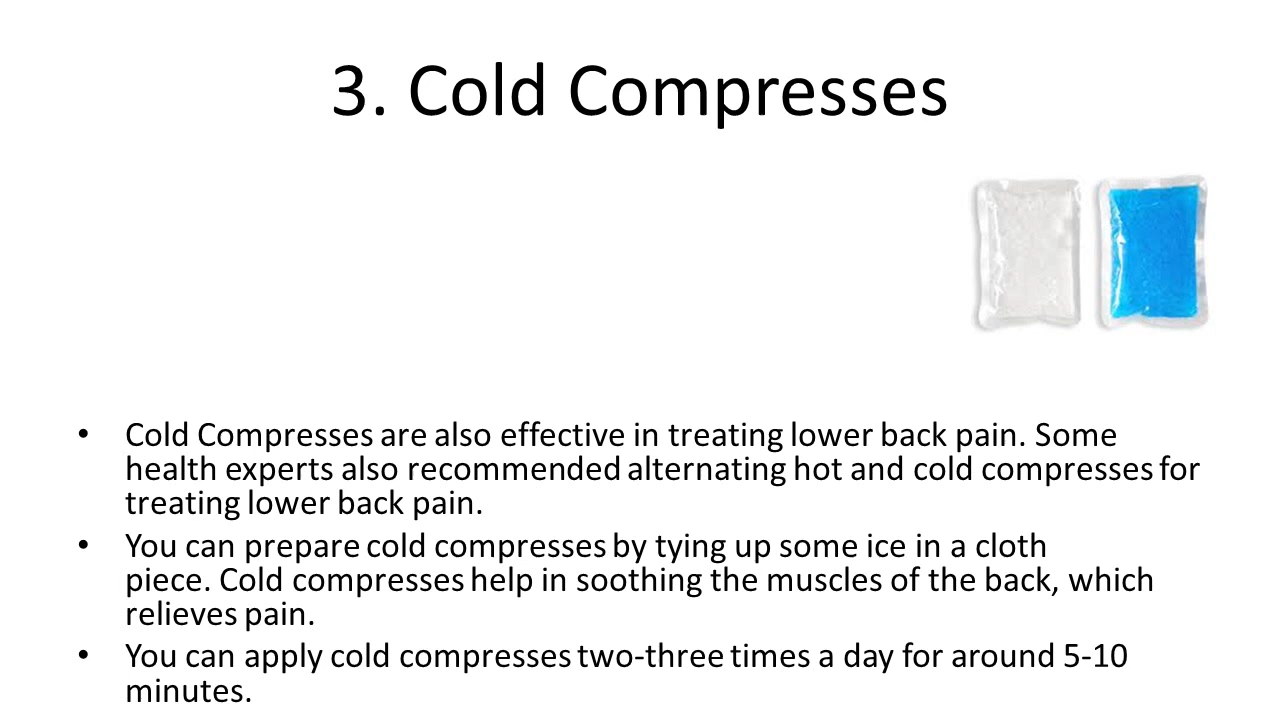 3. Cold Compresses
• Cold Compresses are also effective in treating lower back pain. Some
health experts also recommended alternating hot and cold compresses for
treating lower back pain.
• You can prepare cold compresses by tying up some ice in a cloth
piece. Cold compresses help in soothing the muscles of the back, which
relieves pain.
• You can apply cold compresses two-three times a day for around 5-10
minutes.